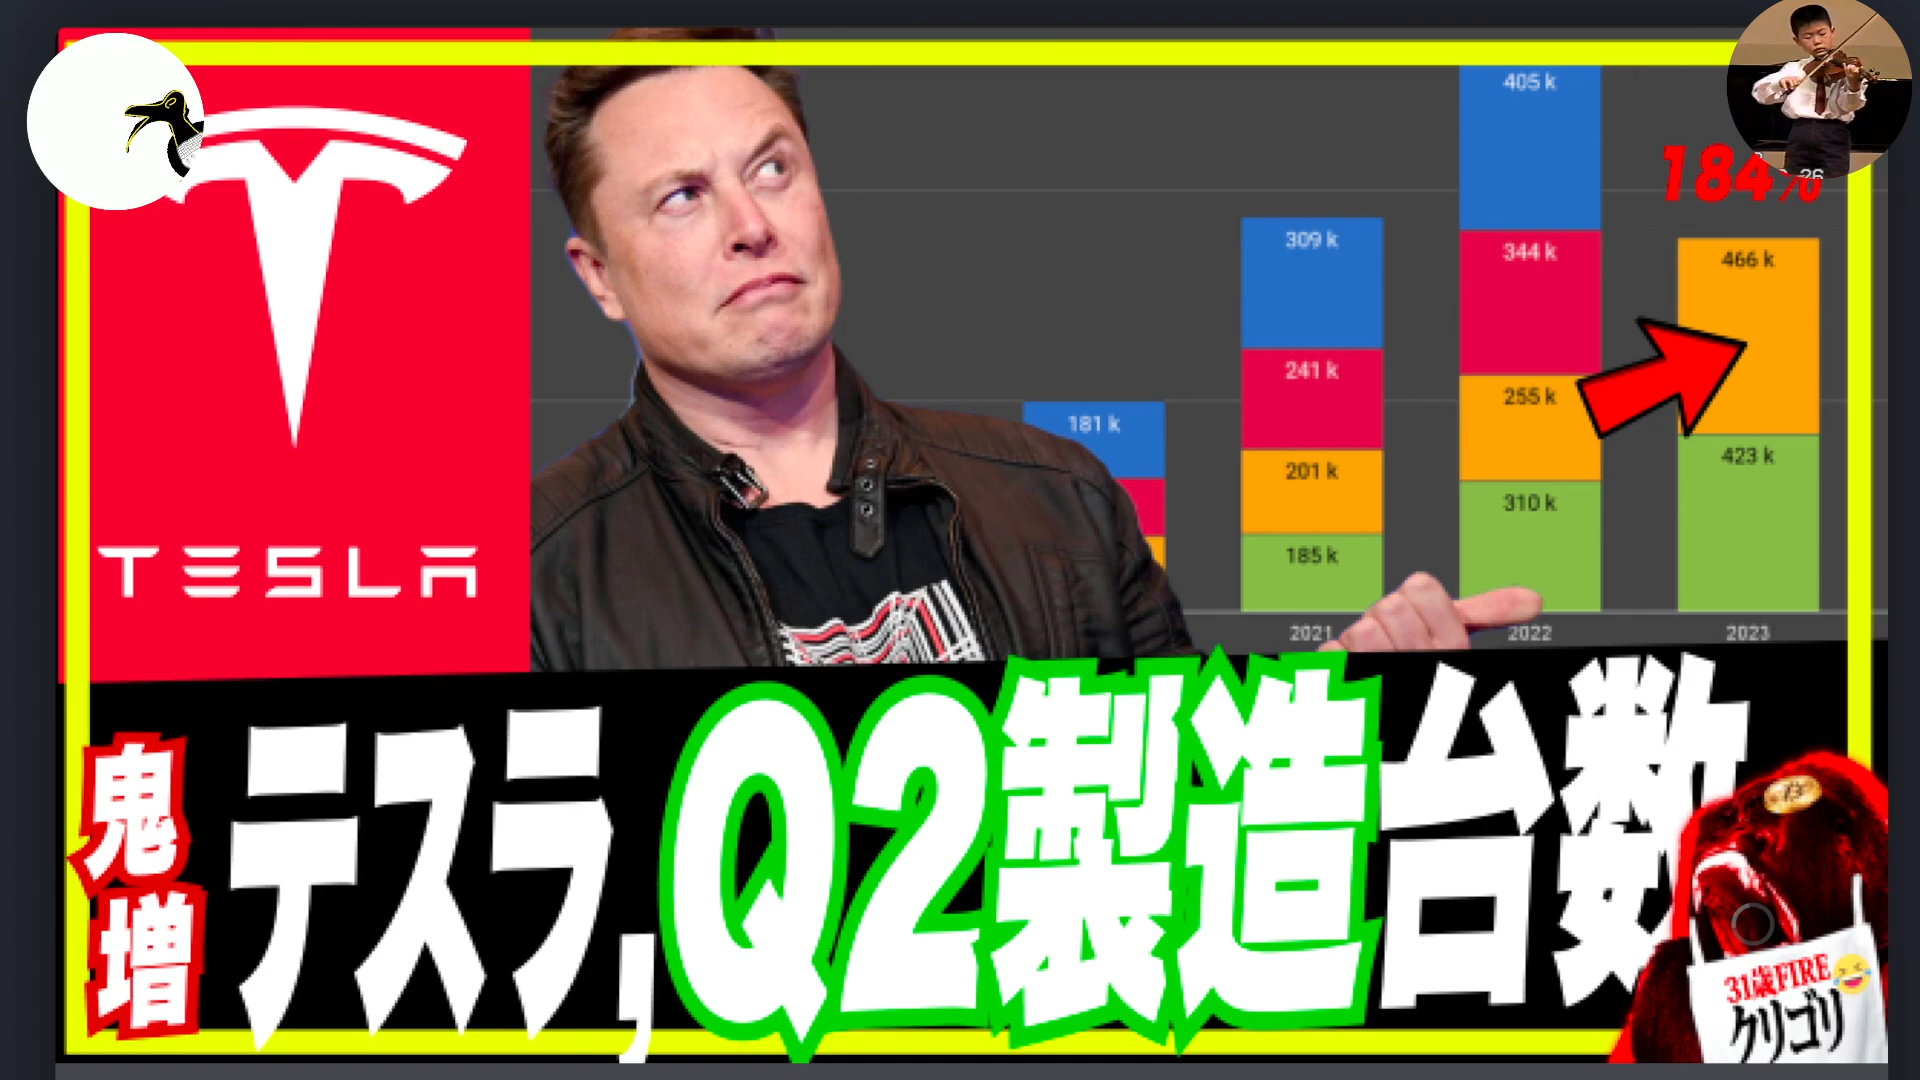 TESLA
181 k
309 k
241 k
201 k
185 k
2021
405 k
344 k
255 k
310 k
2022
184%
26
466 k
423 k
2023
鬼増
テスラ,Q2製造台数
31歳FIRE😂
クリゴリ